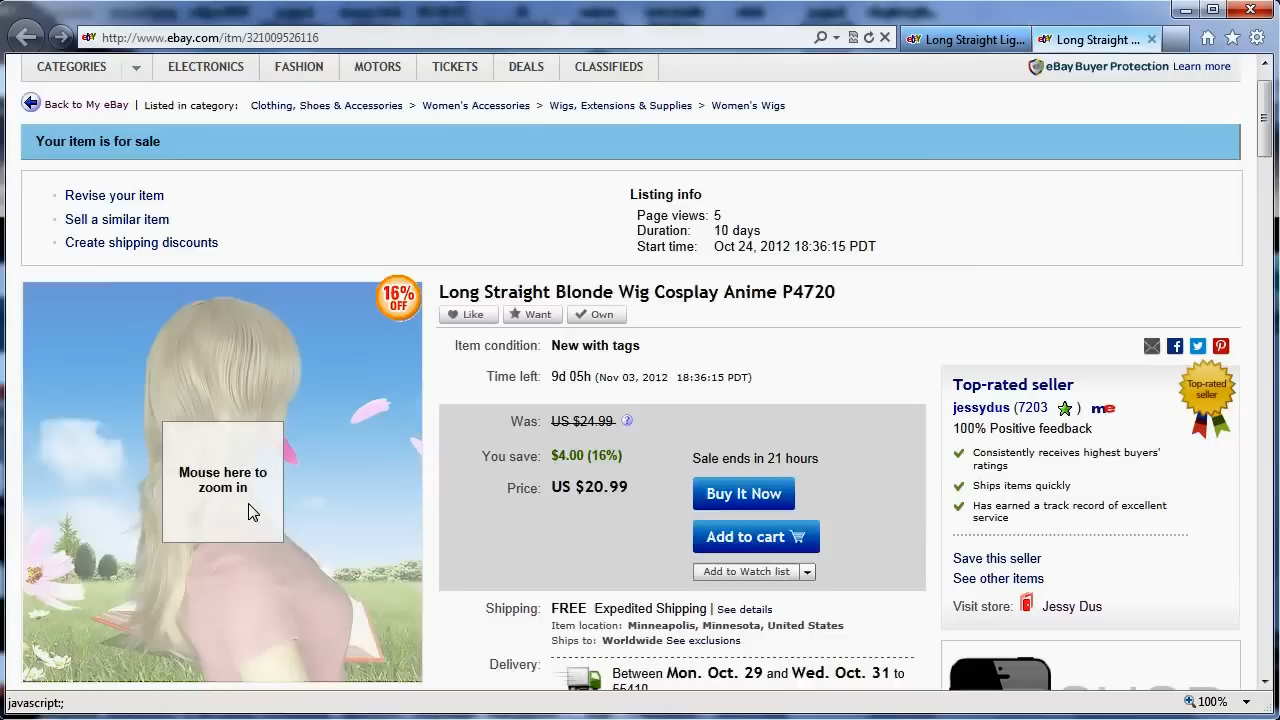 http://www.ebay.com/itm/321009526116
Long Straight Lig...
Long Straight ...
CATEGORIES
ELECTRONICS
FASHION
MOTORS
TICKETS
DEALS
CLASSIFIEDS
eBay Buyer Protection Learn more
Back to My eBay | Listed in category: Clothing, Shoes & Accessories > Women's Accessories > Wigs, Extensions & Supplies > Women's Wigs
Your item is for sale
Revise your item
Sell a similar item
Create shipping discounts
Listing info
Page views: 5
Duration: 10 days
Start time: Oct 24, 2012 18:36:15 PDT
16%
OFF
Mouse here to
zoom in
Long Straight Blonde Wig Cosplay Anime P4720
Like
Want
Own
Item condition: New with tags
Time left: 9d 05h (Nov 03, 2012 18:36:15 PDT)
Was: US $24.99
You save: $4.00 (16%)
Price: US $20.99
Sale ends in 21 hours
Buy It Now
Add to cart
Add to Watch list
Shipping: FREE Expedited Shipping | See details
Item location: Minneapolis, Minnesota, United States
Ships to: Worldwide See exclusions
Delivery: Between Mon. Oct. 29 and Wed. Oct. 31 to
55410
Top-rated seller
Top-rated
seller
jessydus (7203 ) me
100% Positive feedback
Consistently receives highest buyers'
ratings
Ships items quickly
Has earned a track record of excellent
service
Save this seller
See other items
Visit store: Jessy Dus
javascript:;
100%